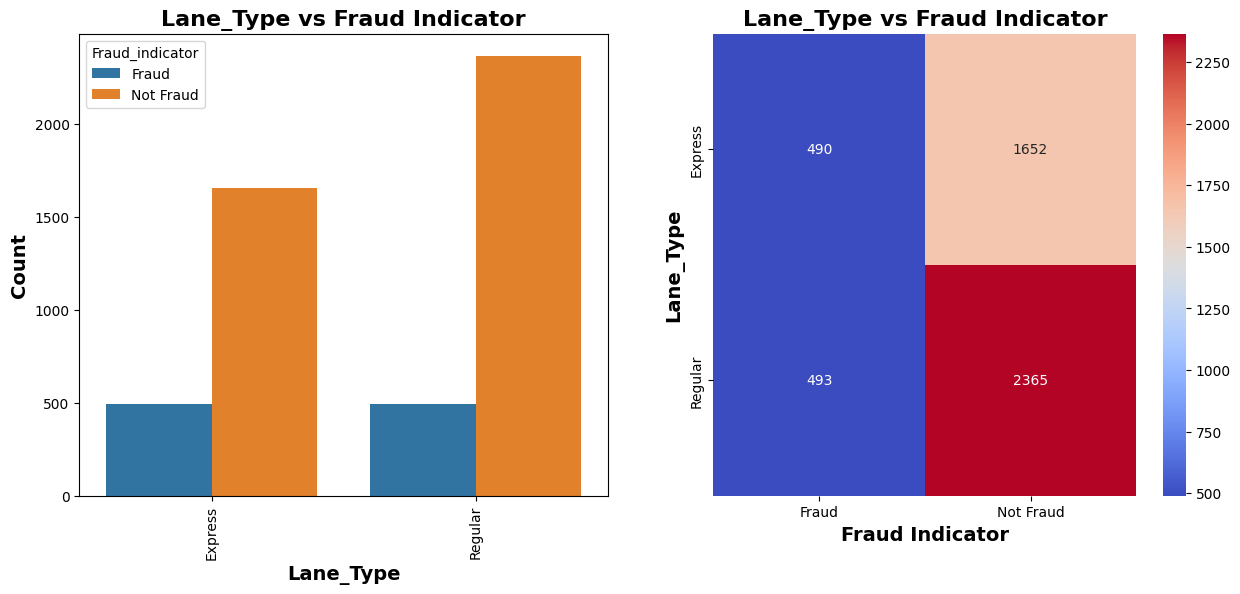 Lane_Type vs Fraud Indicator
Fraud_indicator
Fraud
Not Fraud
Count
2000
1500
1000
500
0
Express
Regular
Lane_Type
Lane_Type vs Fraud Indicator
Lane_Type
Express
490
1652
Regular
493
2365
Fraud
Not Fraud
Fraud Indicator
2250
2000
1750
1500
1250
1000
750
500